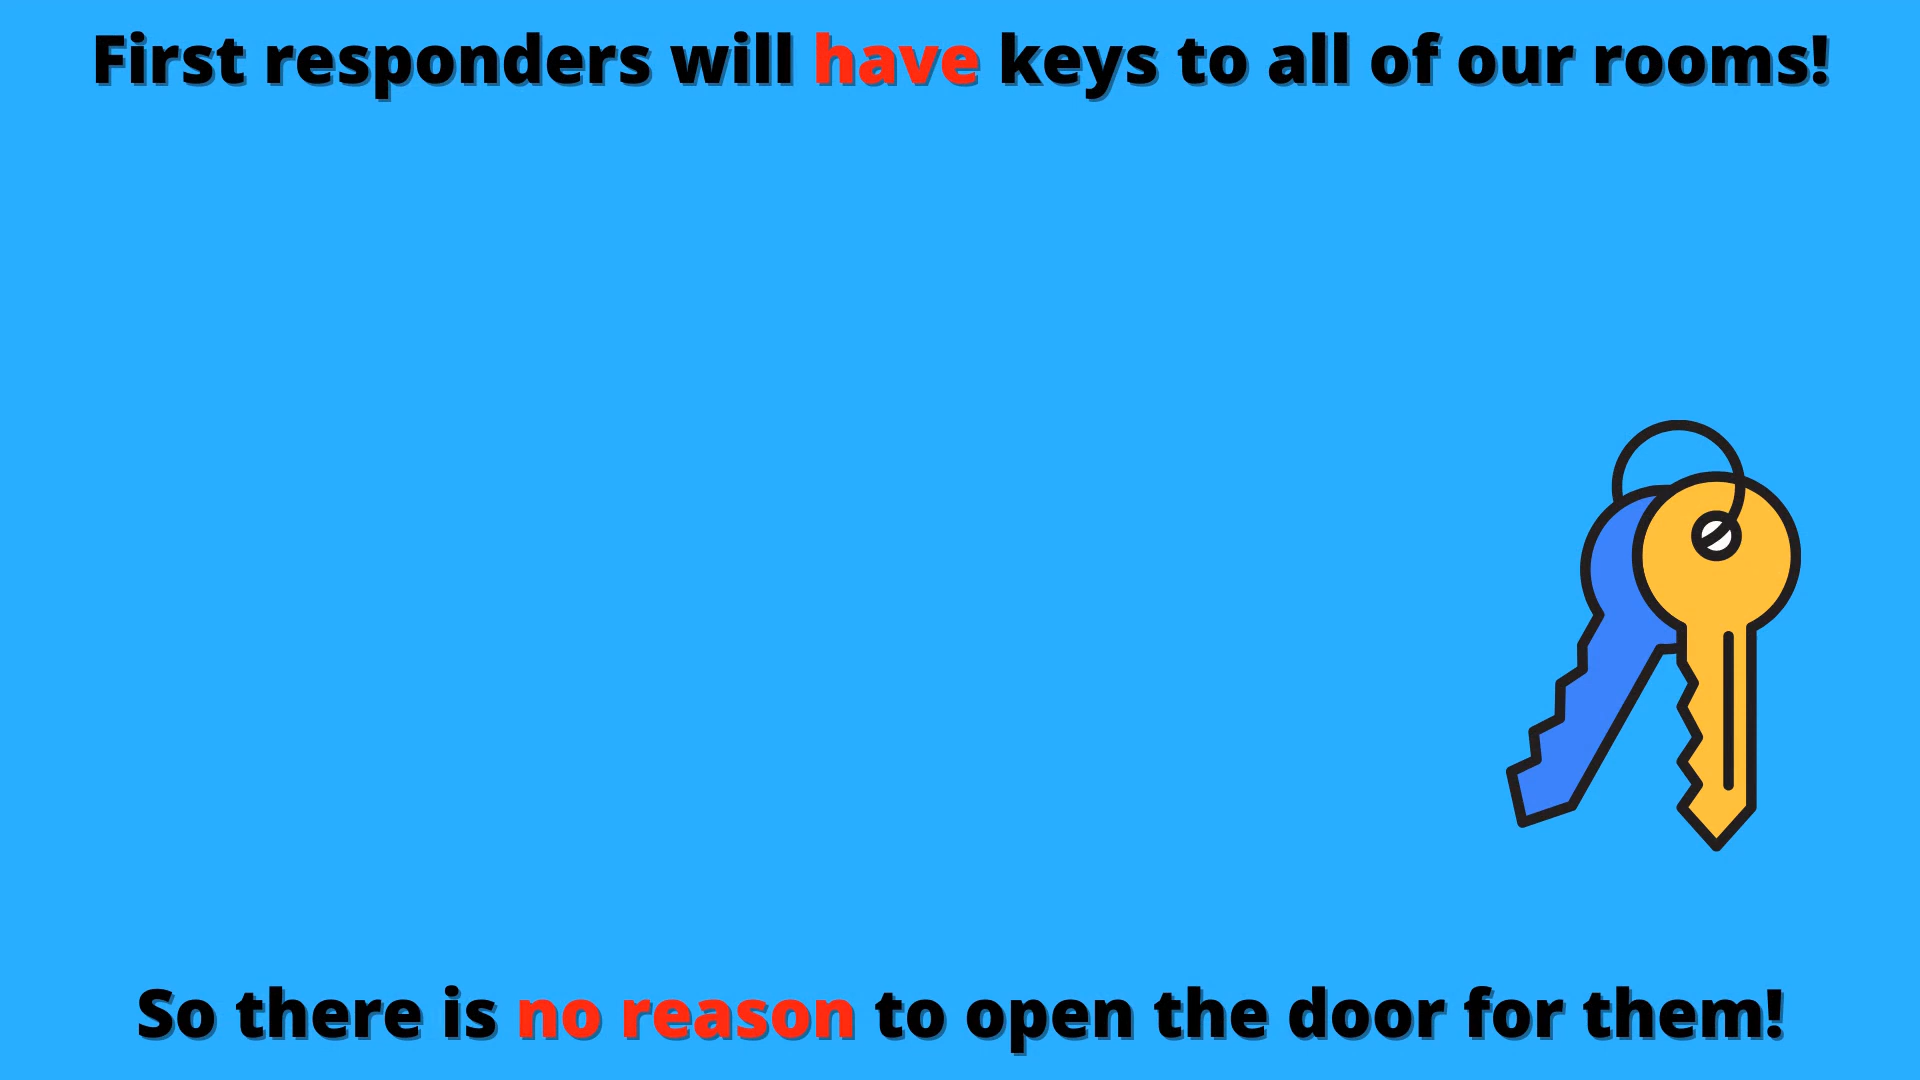 First responders will have keys to all of our rooms!
So there is no reason to open the door for them!